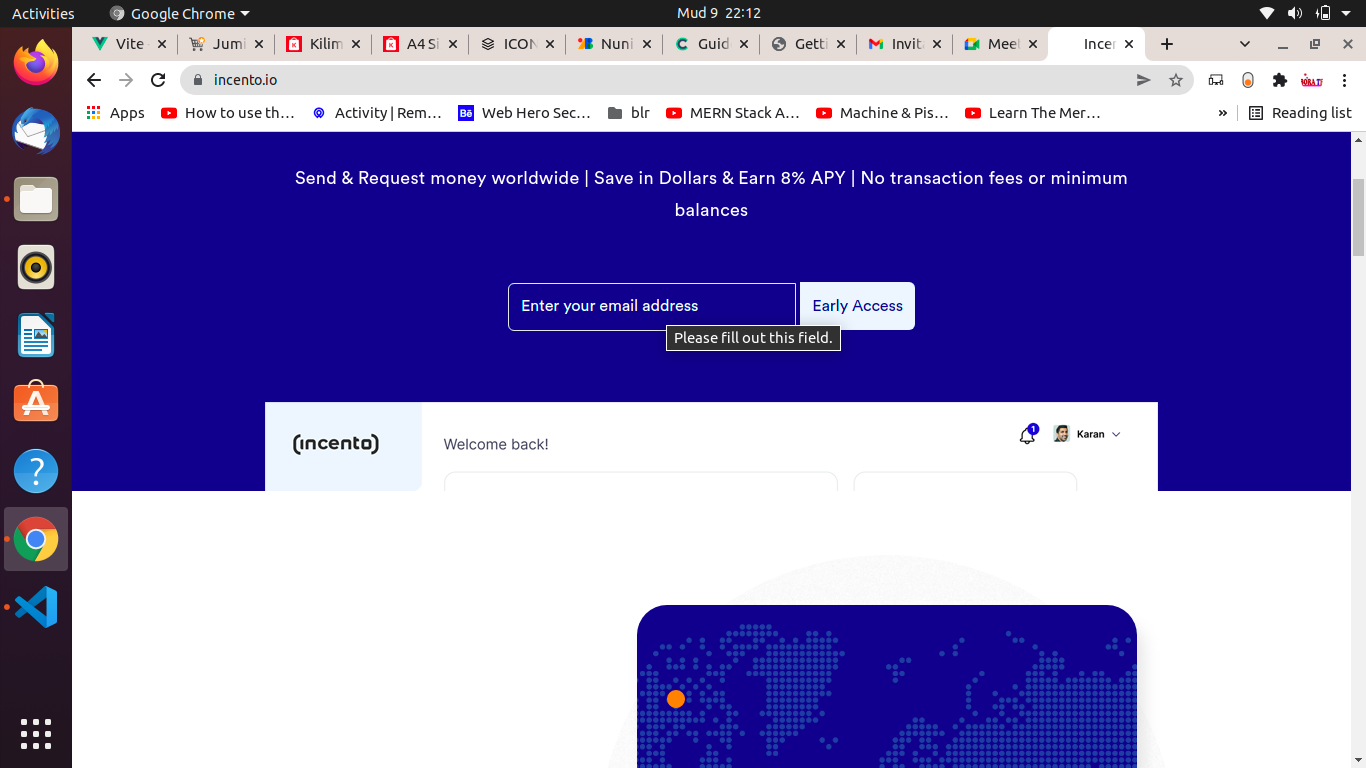 Activities
Google Chrome
Mud 9 22:12
Vite
Jumi
Kilim
A4 Si
ICON
Nuni
Guid
Getti
Invit
Meet
Incen
incento.io
Apps
How to use th…
Activity | Rem…
Bē
Web Hero Sec…
blr
MERN Stack A…
Machine & Pis…
Learn The Mer…
»
Reading list
Send & Request money worldwide | Save in Dollars & Earn 8% APY | No transaction fees or minimum
balances
Enter your email address
Early Access
Please fill out this field.
(incento)
Welcome back!
1
Karan